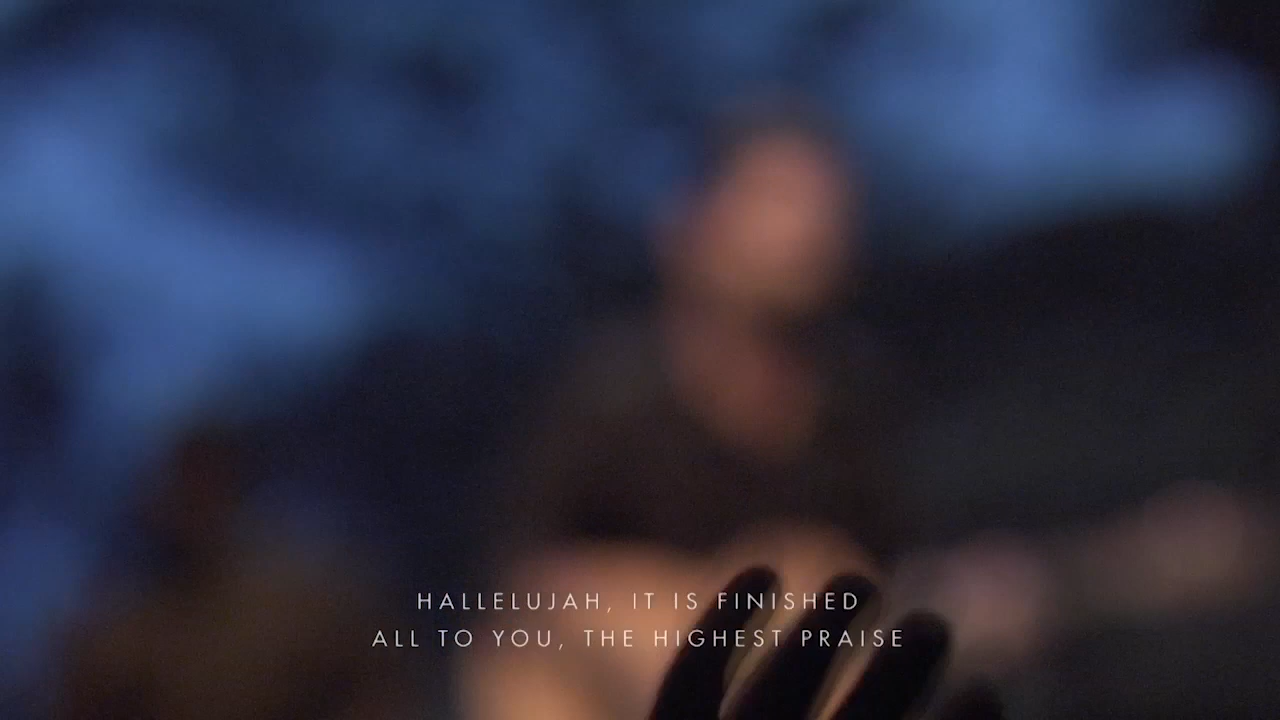 HALLELUJAH, IT IS FINISHED
ALL TO YOU, THE HIGHEST PRAISE